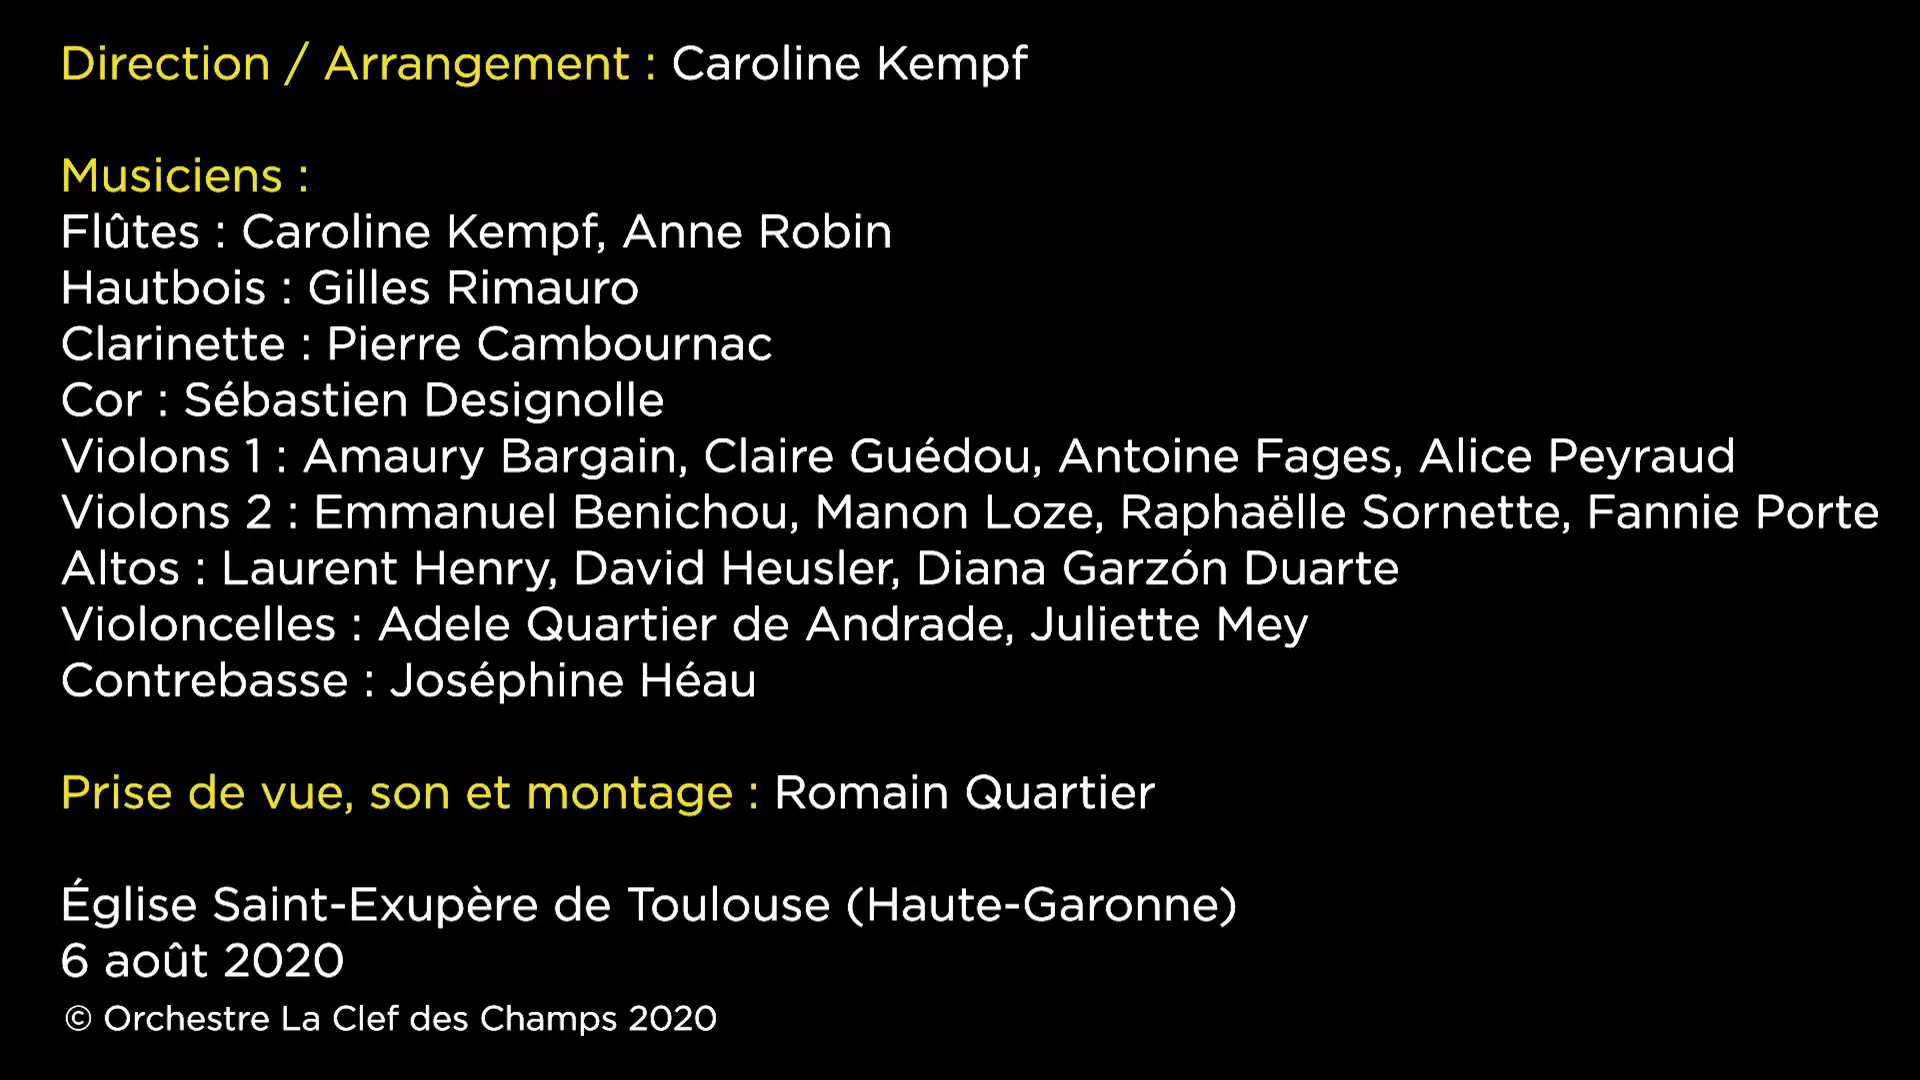 Direction / Arrangement : Caroline Kempf
Musiciens :
Flûtes : Caroline Kempf, Anne Robin
Hautbois : Gilles Rimauro
Clarinette : Pierre Cambournac
Cor : Sébastien Designolle
Violons 1 : Amaury Bargain, Claire Guédou, Antoine Fages, Alice Peyraud
Violons 2 : Emmanuel Benichou, Manon Loze, Raphaëlle Sornette, Fannie Porte
Altos : Laurent Henry, David Heusler, Diana Garzón Duarte
Violoncelles : Adele Quartier de Andrade, Juliette Mey
Contrebasse : Joséphine Héau
Prise de vue, son et montage : Romain Quartier
Église Saint-Exupère de Toulouse (Haute-Garonne)
6 août 2020
© Orchestre La Clef des Champs 2020